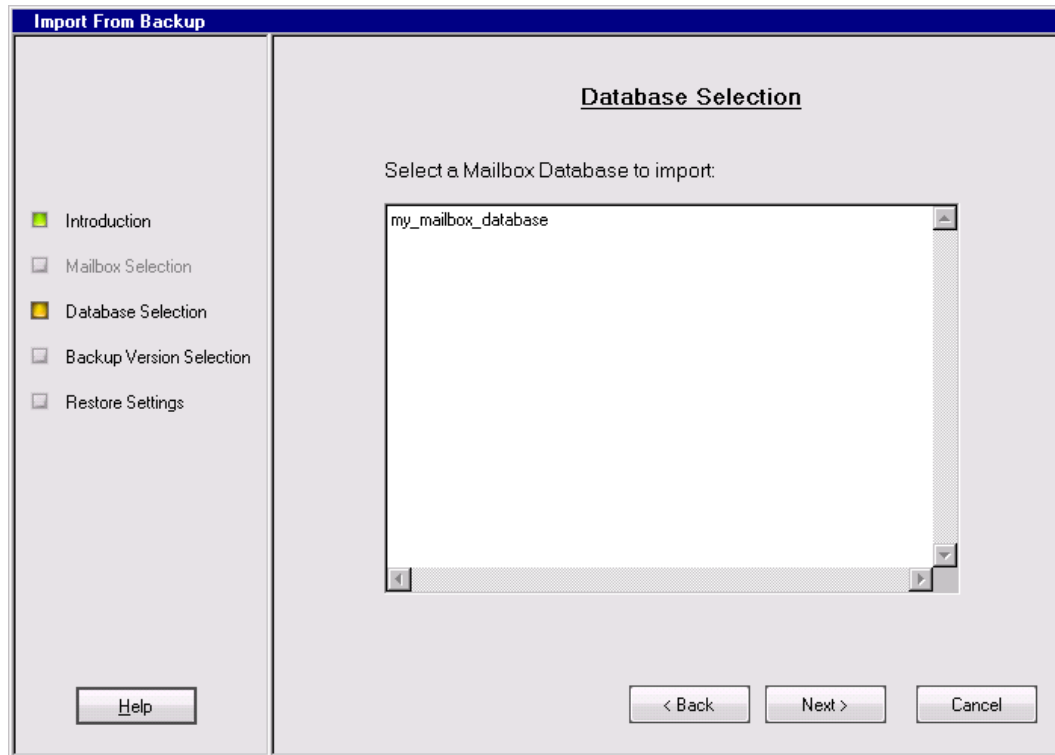 Import From Backup
Database Selection
Select a Mailbox Database to import:
my_mailbox_database
Introduction
Mailbox Selection
Database Selection
Backup Version Selection
Restore Settings
Help
< Back
Next >
Cancel